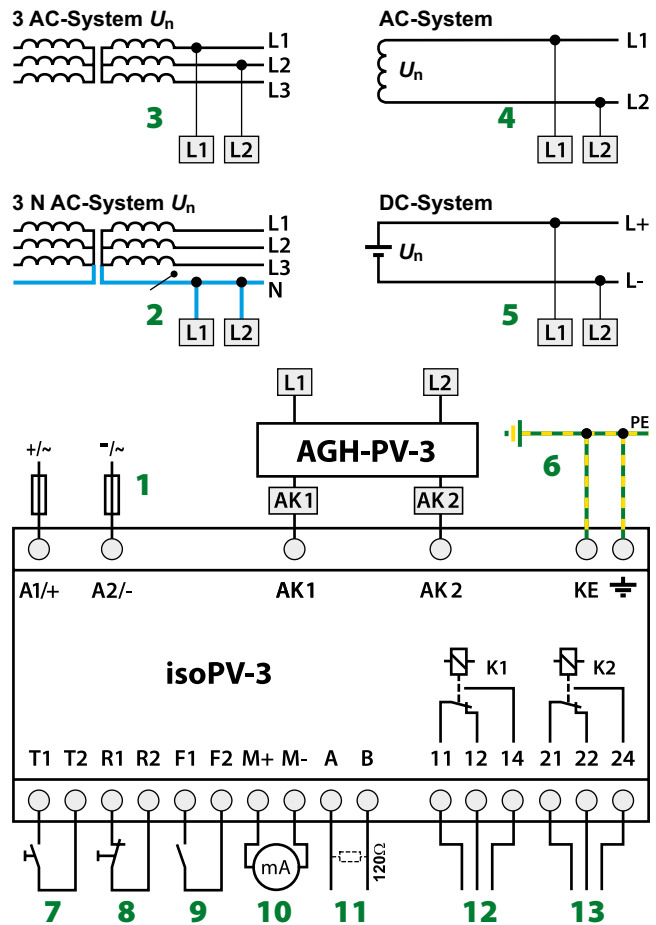 3 AC-System Un
L1
L2
L3
3
L1 L2
AC-System
Un
L1
L2
4
L1 L2
3 N AC-System Un
L1
L2
L3
N
2
L1 L2
DC-System
Un
L+
L-
5
L1 L2
L1 L2
AGH-PV-3
AK1 AK2
+/~ -/~
1
PE
6
A1/+ A2/- AK1 AK2 KE
isoPV-3
K1 K2
T1 T2 R1 R2 F1 F2 M+ M- A B 11 12 14 21 22 24
mA
120Ω
7 8 9 10 11 12 13